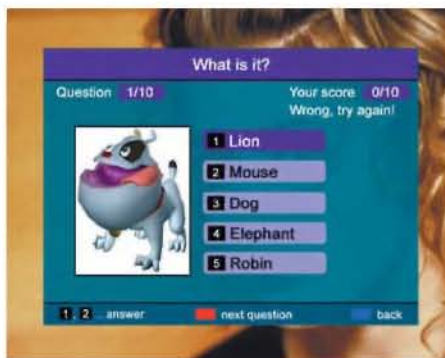 What is it?
Question 1/10 Your score 0/10
Wrong, try again!
1 Lion
2 Mouse
3 Dog
4 Elephant
5 Robin
1, 2... answer next question back